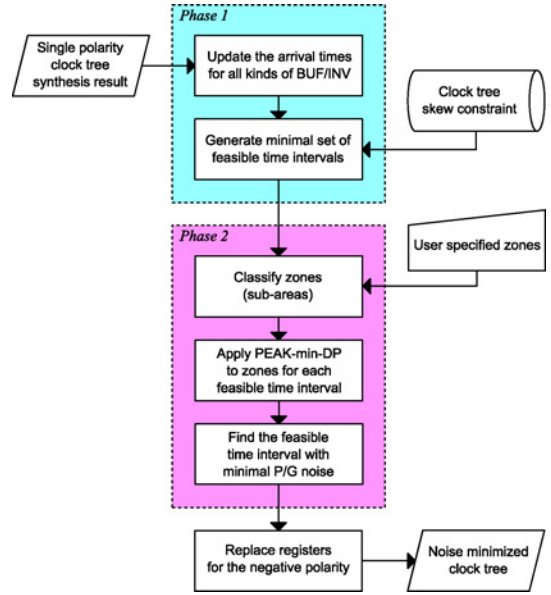 Phase 1
Single polarity
clock tree
synthesis result
Update the arrival times
for all kinds of BUF/INV
Clock tree
skew constraint
Generate minimal set of
feasible time intervals
Phase 2
User specified zones
Classify zones
(sub-areas)
Apply PEAK-min-DP
to zones for each
feasible time interval
Find the feasible
time interval with
minimal P/G noise
Replace registers
for the negative polarity
Noise minimized
clock tree